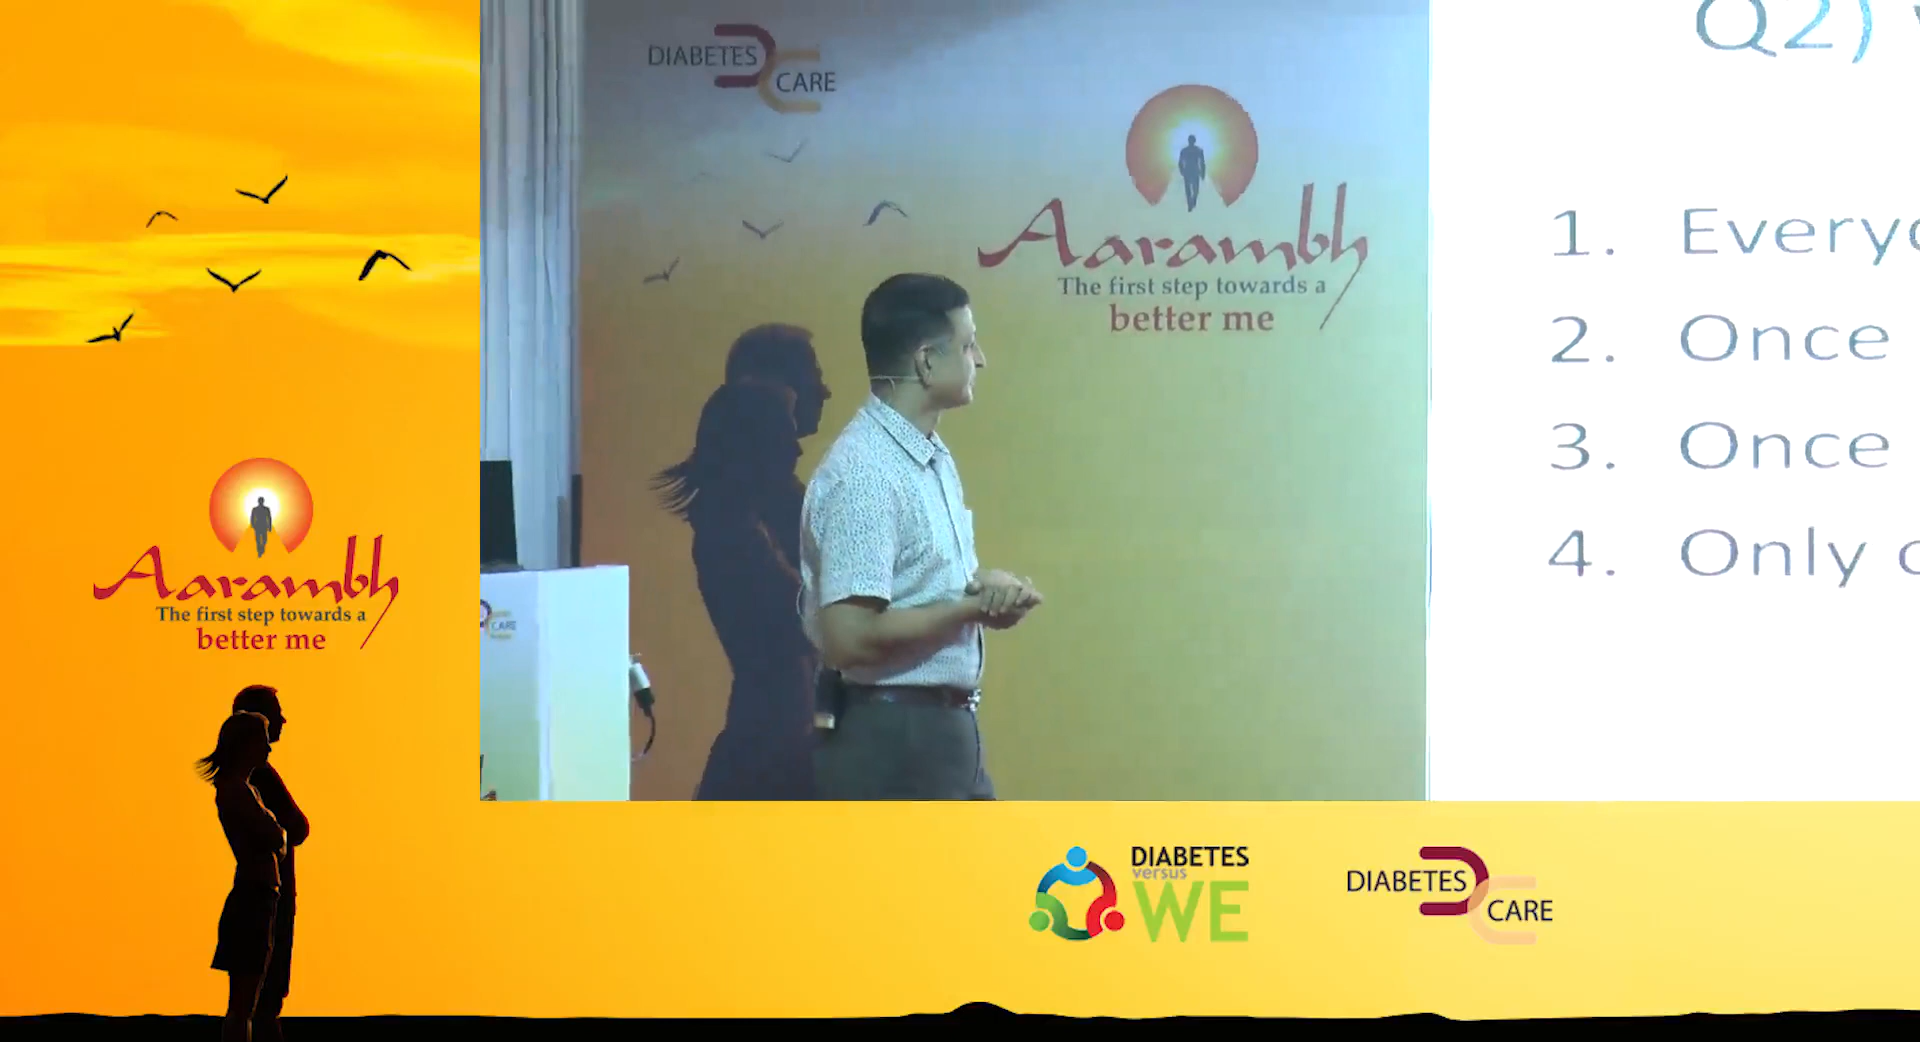 DIABETES
CARE
Aarambh
The first step towards a
better me
Q2)
1.
2. Once
3. Once
4. Only
CARE
Aarambh
The first step towards a
better me
DIABETES
versus
WE
DIABETES
CARE